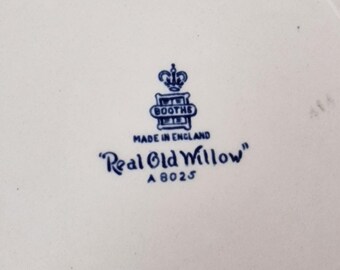 BOOTHS
MADE IN ENGLAND
"Real Old Willow"
A 8025